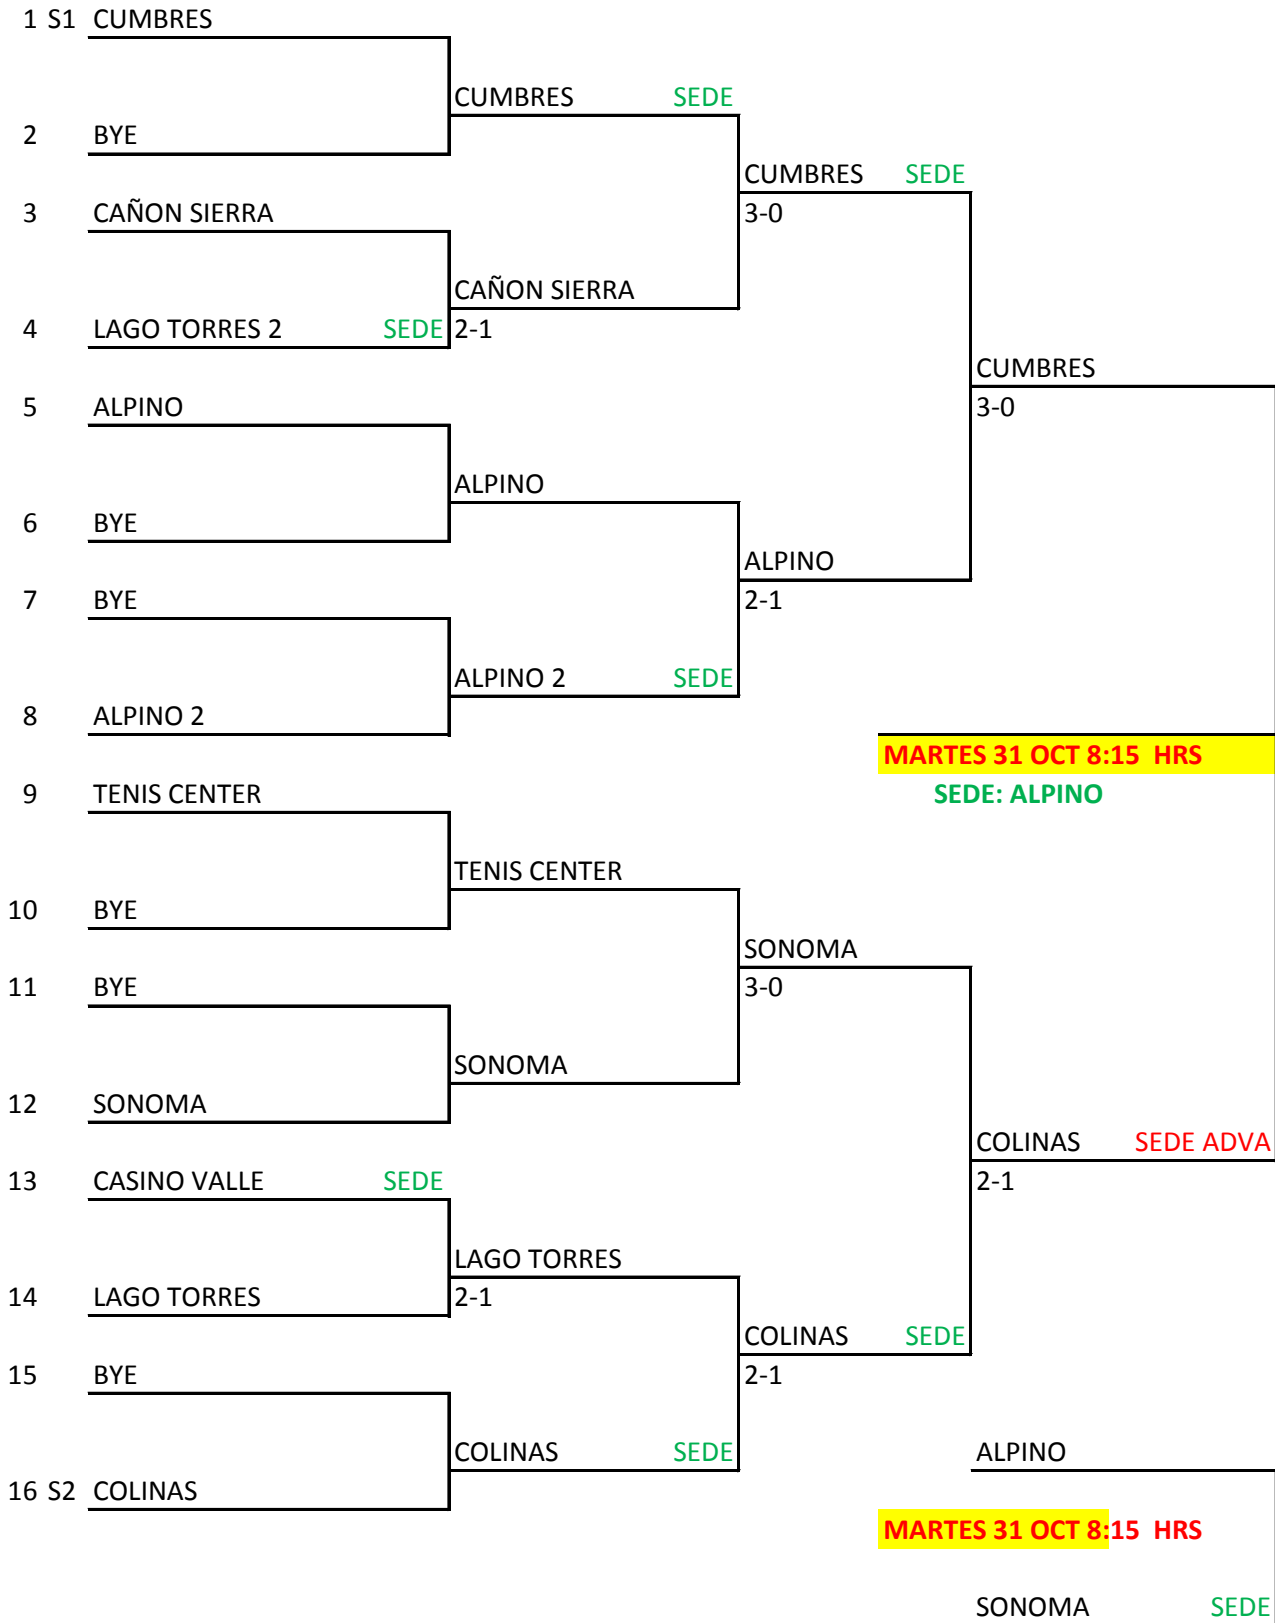 1 S1 CUMBRES
CUMBRES SEDE
2 BYE
CUMBRES SEDE
3 CAÑON SIERRA
3-0
CAÑON SIERRA
4 LAGO TORRES 2 SEDE 2-1
CUMBRES
5 ALPINO
3-0
ALPINO
6 BYE
ALPINO
7 BYE
2-1
ALPINO 2 SEDE
8 ALPINO 2
MARTES 31 OCT 8:15 HRS
9 TENIS CENTER
SEDE: ALPINO
TENIS CENTER
10 BYE
SONOMA
11 BYE
3-0
SONOMA
12 SONOMA
COLINAS SEDE ADVA
13 CASINO VALLE SEDE
2-1
LAGO TORRES
14 LAGO TORRES 2-1
COLINAS SEDE
15 BYE
2-1
COLINAS SEDE
ALPINO
16 S2 COLINAS
MARTES 31 OCT 8:15 HRS
SONOMA SEDE